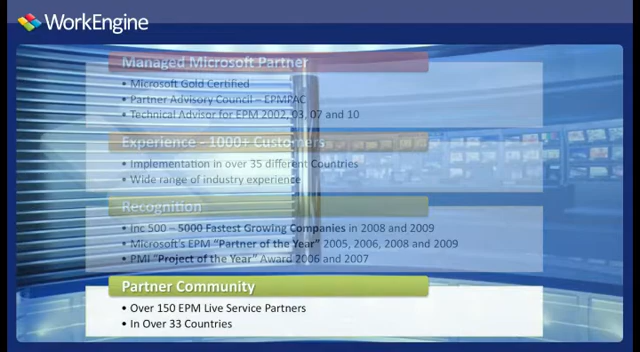 WorkEngine
Managed Microsoft Partner
• Microsoft Gold Certified
• Partner Advisory Council – EPMPAC
• Technical Advisor for EPM 2002, 03, 07 and 10
Experience - 1000+ Customers
• Implementation in over 35 different Countries
• Wide range of industry experience
Recognition
• Inc 500 – 5000 Fastest Growing Companies in 2008 and 2009
• Microsoft's EPM "Partner of the Year" 2005, 2006, 2008 and 2009
• PMI "Project of the Year" Award 2006 and 2007
Partner Community
• Over 150 EPM Live Service Partners
• In Over 33 Countries